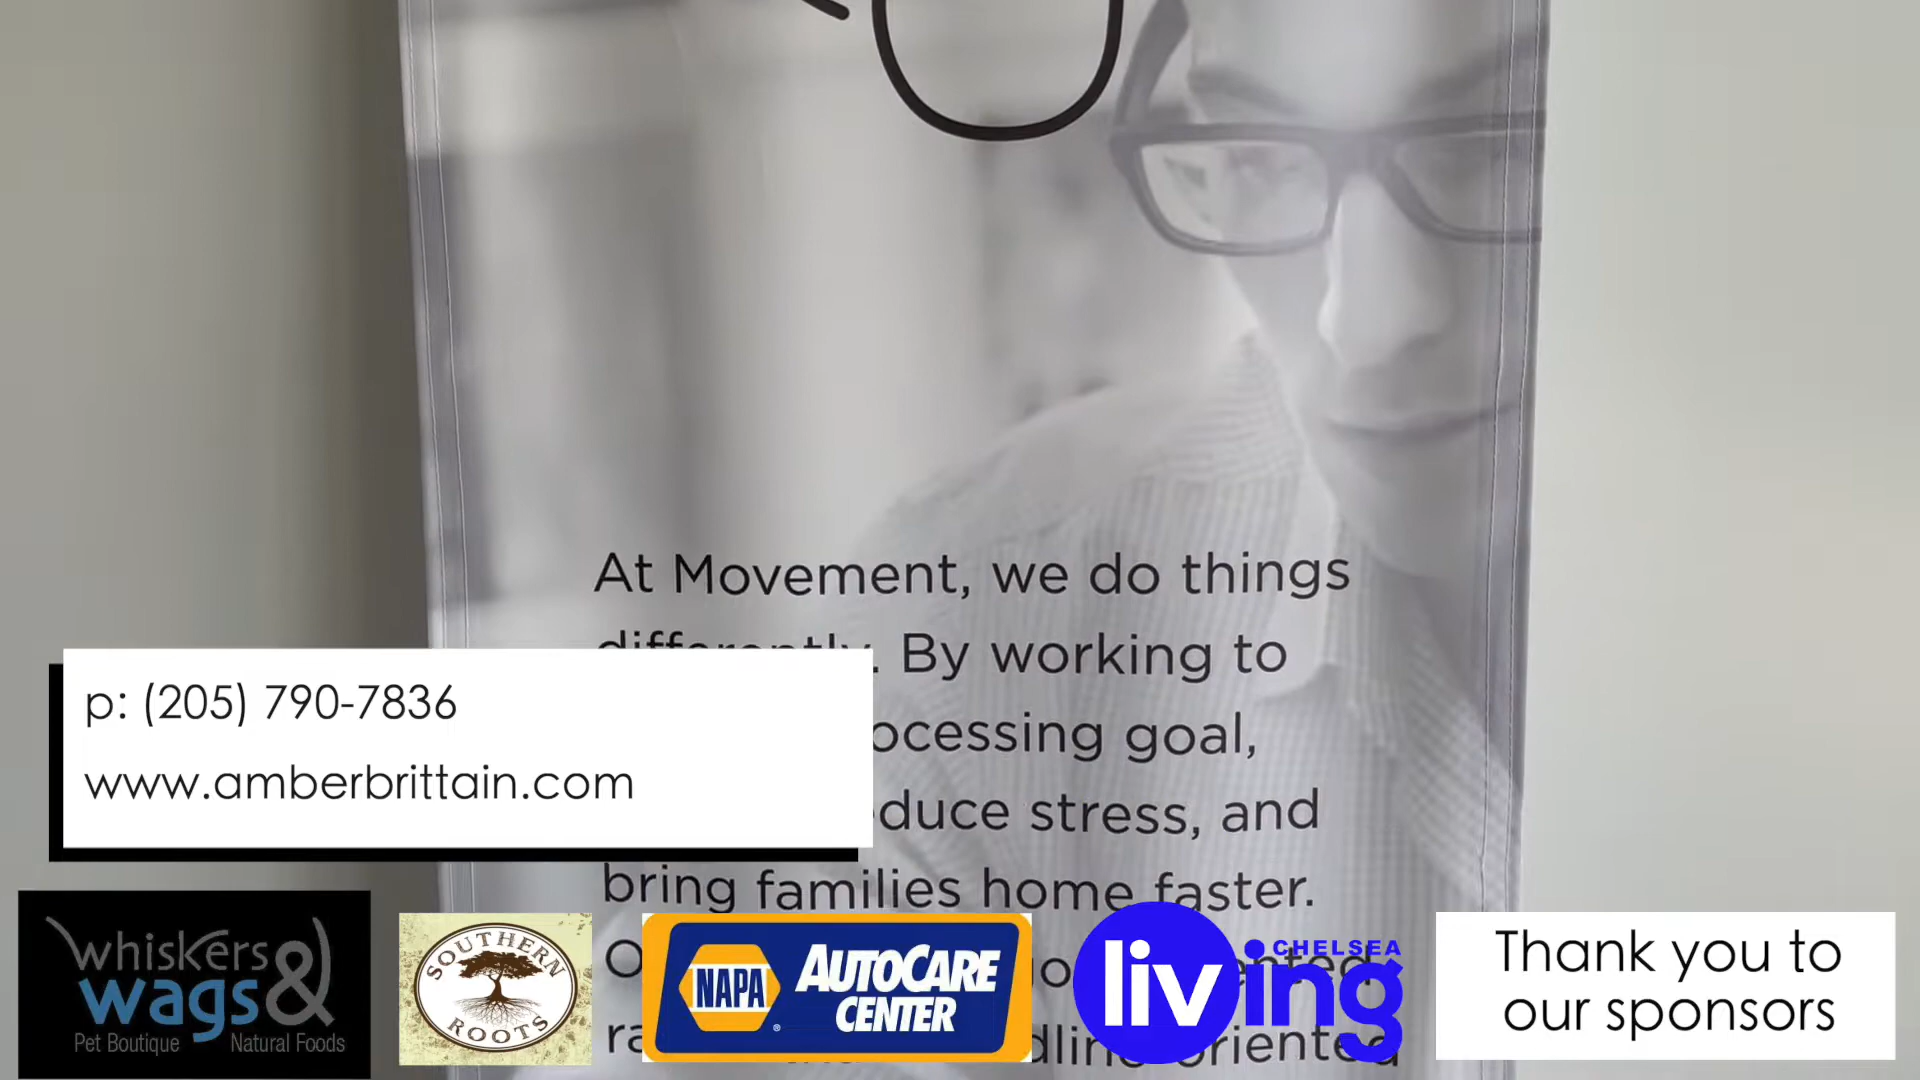 At Movement, we do things
differently. By working to
goal,
stress, and
bring families home faster.
p: (205) 790-7836
www.amberbrittain.com
whiskers &
wags
Pet Boutique Natural Foods
SOUTHERN
ROOTS
NAPA
AUTOCARE
CENTER
CHELSEA
living
Thank you to
our sponsors